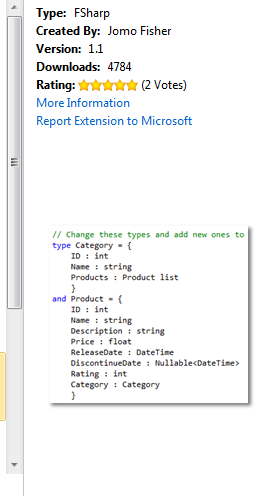 Type: FSharp
Created By: Jomo Fisher
Version: 1.1
Downloads: 4784
Rating: (2 Votes)
More Information
Report Extension to Microsoft
// Change these types and add new ones to
type Category = {
ID : int
Name : string
Products : Product list
}
and Product = {
ID : int
Name : string
Description : string
Price : float
ReleaseDate : DateTime
DiscontinueDate : Nullable<DateTime>
Rating : int
Category : Category
}